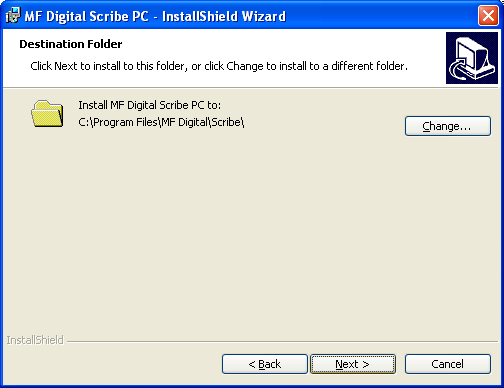 MF Digital Scribe PC - InstallShield Wizard
Destination Folder
Click Next to install to this folder, or click Change to install to a different folder.
Install MF Digital Scribe PC to:
C:\Program Files\MF Digital\Scribe\
Change...
InstallShield
< Back
Next >
Cancel